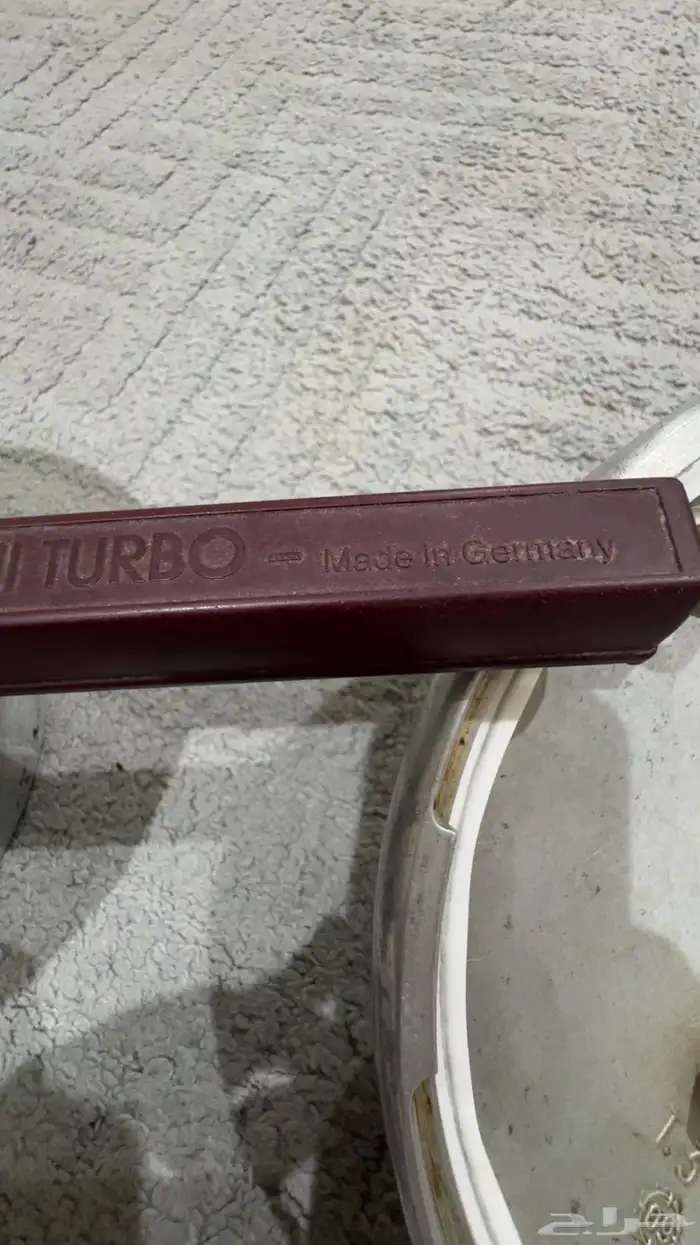 TURBO – Made in Germany
حراج